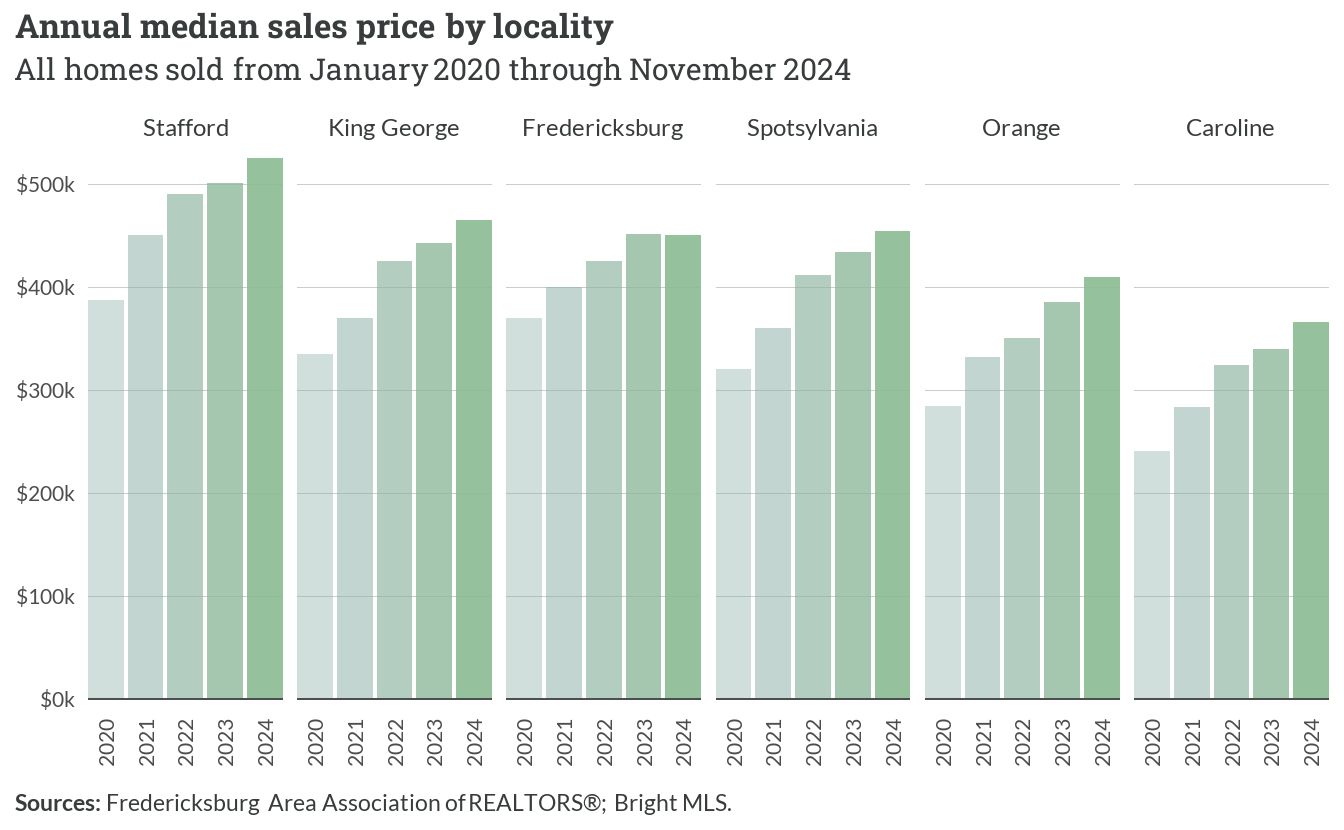 Annual median sales price by locality
All homes sold from January 2020 through November 2024
Stafford King George Fredericksburg Spotsylvania Orange Caroline
$500k
$400k
$300k
$200k
$100k
$0k
2020 2021 2022 2023 2024 2020 2021 2022 2023 2024 2020 2021 2022 2023 2024 2020 2021 2022 2023 2024 2020 2021 2022 2023 2024 2020 2021 2022 2023 2024
Sources: Fredericksburg Area Association of REALTORS®; Bright MLS.